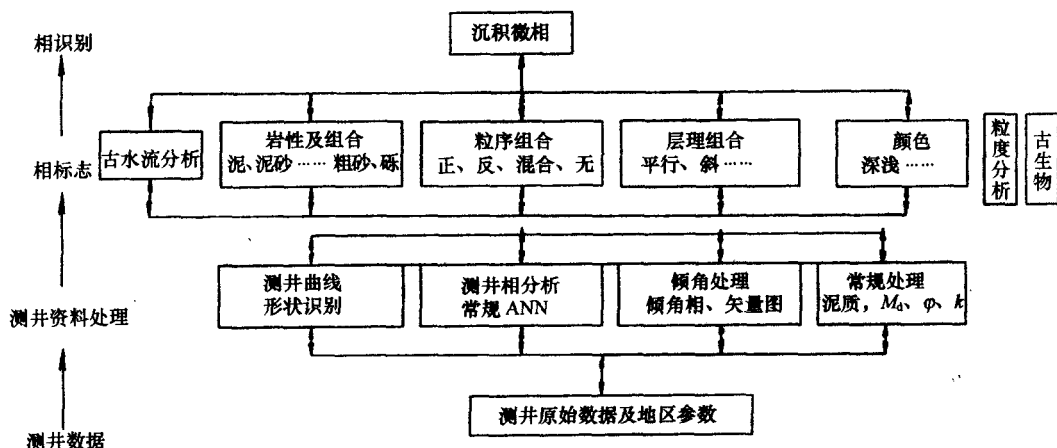 沉积微相
相识别
古水流分析
岩性及组合
泥、泥砂……粗砂、砾
粒序组合
正、反、混合、无
层理组合
平行、斜……
颜色
深浅……
粒度分析
古生物
相标志
测井曲线
形状识别
测井相分析
常规 ANN
倾角处理
倾角相、矢量图
常规处理
泥质，Md、φ、k
测井资料处理
测井原始数据及地区参数
测井数据